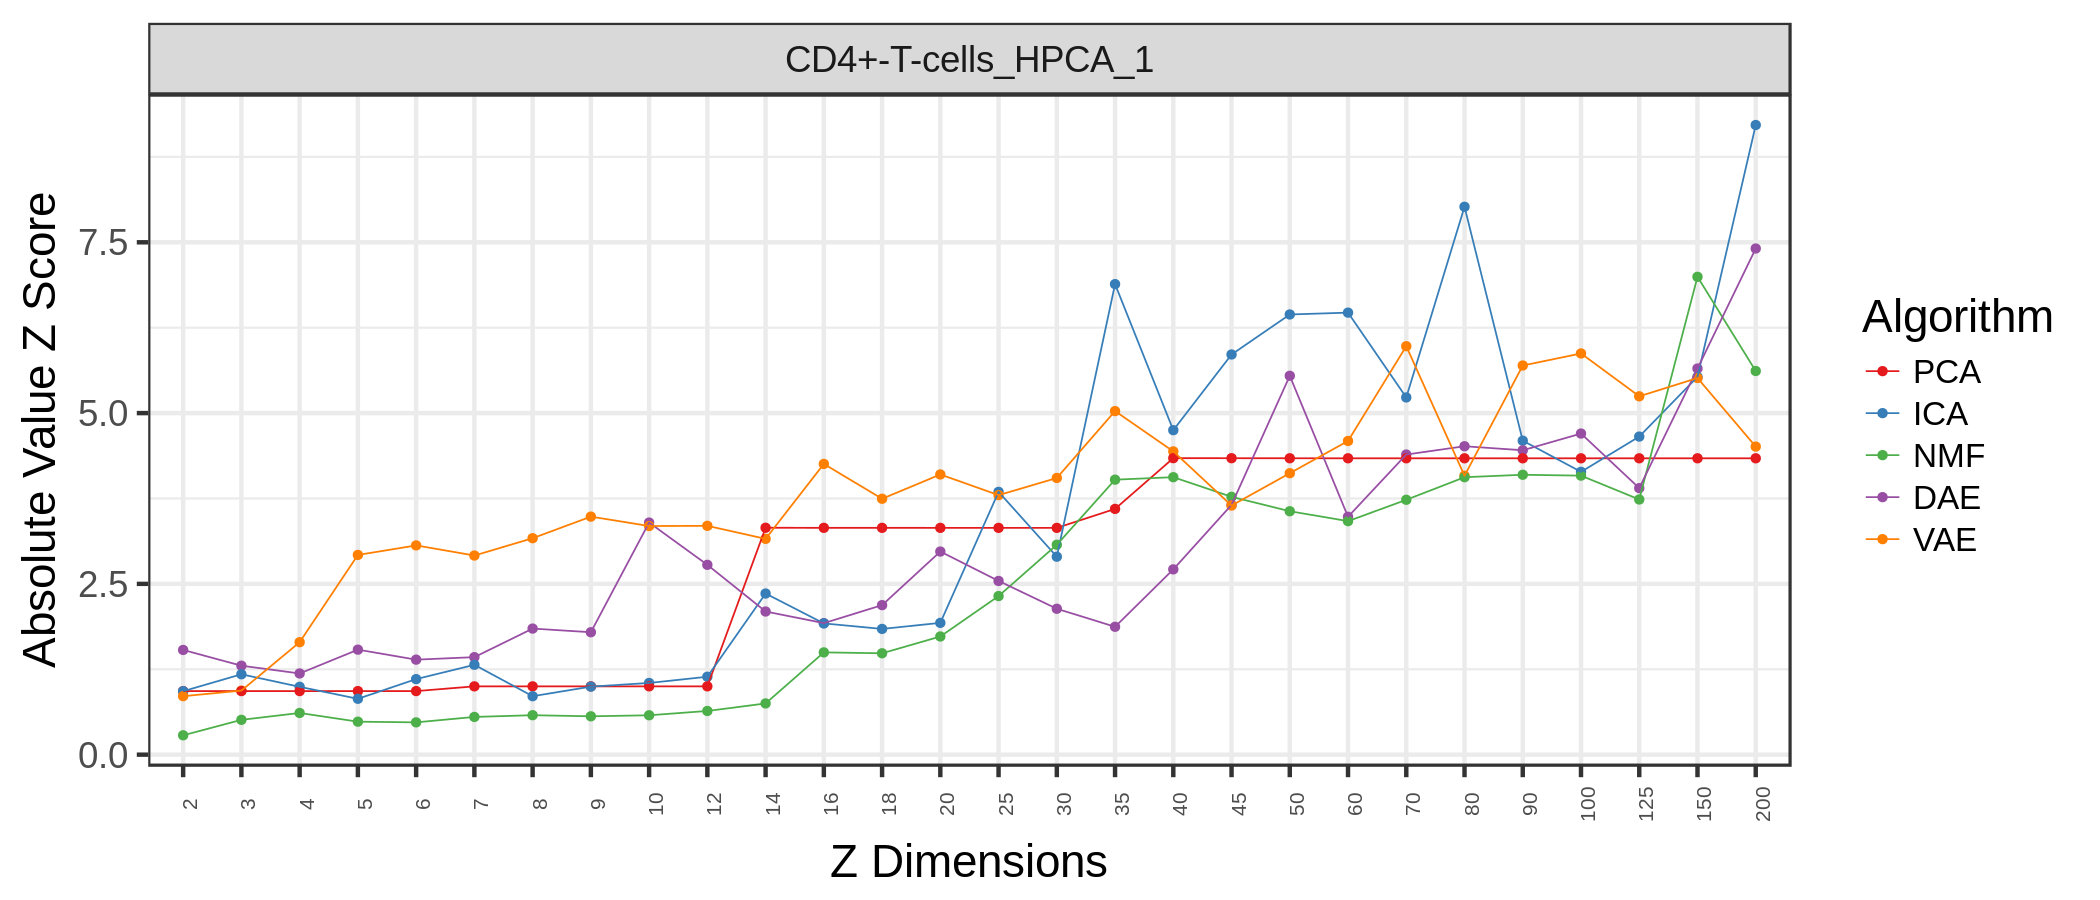 CD4+-T-cells_HPCA_1
Absolute Value Z Score
7.5
5.0
2.5
0.0
2 3 4 5 6 7 8 9 10 12 14 16 18 20 25 30 35 40 45 50 60 70 80 90 100 125 150 200
Z Dimensions
Algorithm
PCA
ICA
NMF
DAE
VAE